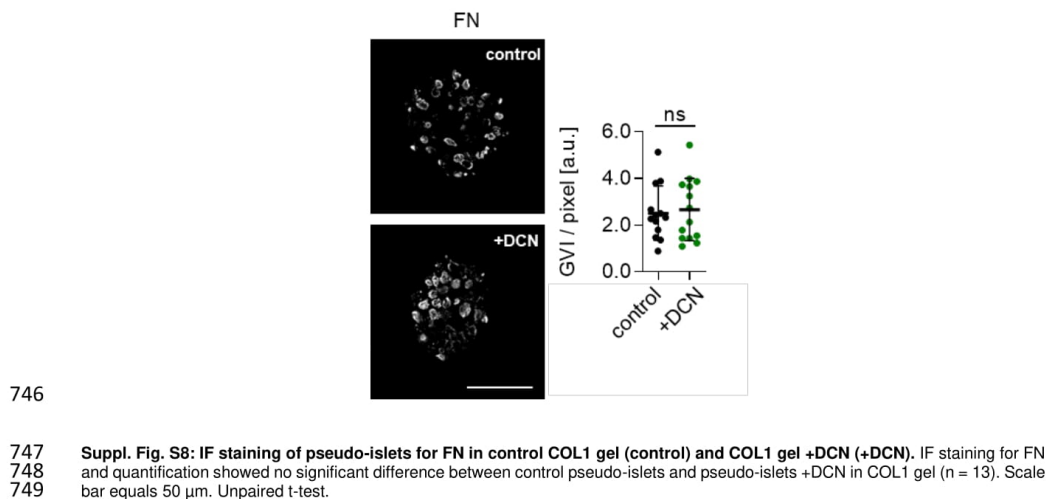 FN
control
+DCN
GVI / pixel [a.u.]
6.0
4.0
2.0
0.0
ns
control
+DCN
746
747 Suppl. Fig. S8: IF staining of pseudo-islets for FN in control COL1 gel (control) and COL1 gel +DCN (+DCN). IF staining for FN
748 and quantification showed no significant difference between control pseudo-islets and pseudo-islets +DCN in COL1 gel (n = 13). Scale
749 bar equals 50 µm. Unpaired t-test.